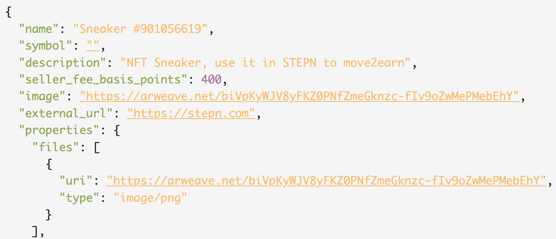 {
"name": "Sneaker #901056619",
"symbol": "",
"description": "NFT Sneaker, use it in STEPN to move2earn",
"seller_fee_basis_points": 400,
"image": "https://arweave.net/biVpKyWJV8yFKZ0PNfZmeGknzc-fIv9oZwMePMebEhY",
"external_url": "https://stepn.com",
"properties": {
"files": [
{
"uri": "https://arweave.net/biVpKyWJV8yFKZ0PNfZmeGknzc-fIv9oZwMePMebEhY",
"type": "image/png"
}
],